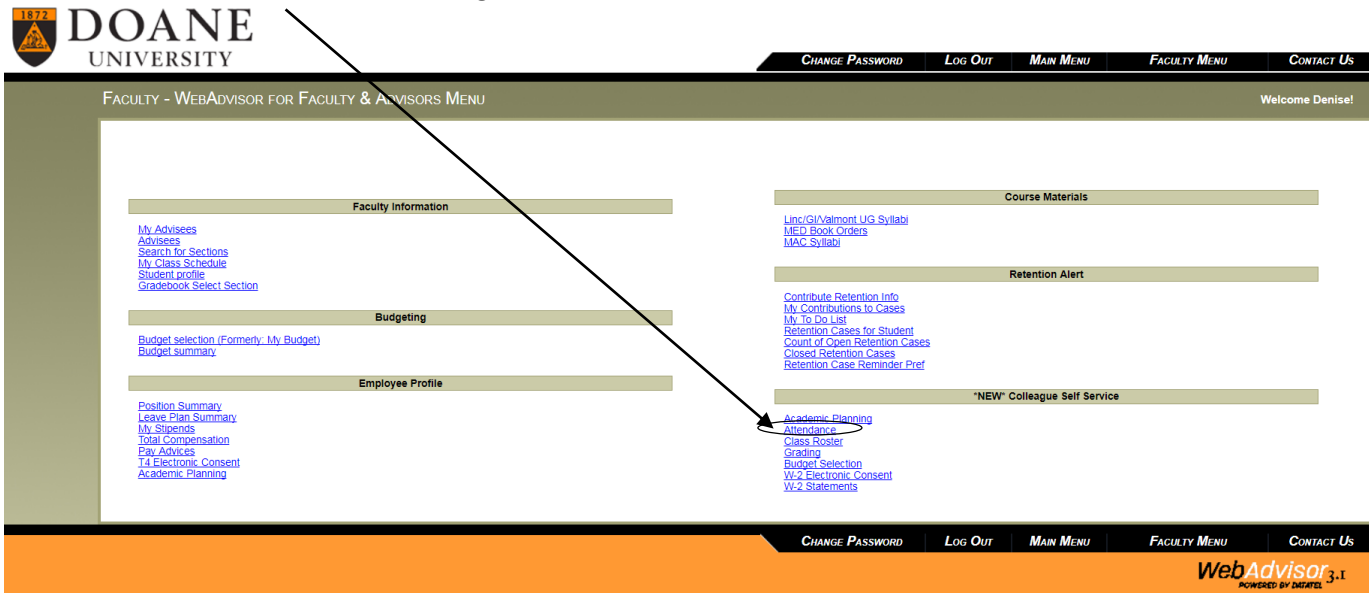 1872
DOANE
UNIVERSITY
CHANGE PASSWORD LOG OUT MAIN MENU FACULTY MENU CONTACT US
FACULTY - WEBADVISOR FOR FACULTY & ADVISORS MENU
Welcome Denise!
Faculty Information
My Advisees
Advisees
Search for Sections
My Class Schedule
Student profile
Gradebook Select Section
Budgeting
Budget selection (Formerly: My Budget)
Budget summary
Employee Profile
Position Summary
Leave Plan Summary
My Stipends
Total Compensation
Pay Advices
T4 Electronic Consent
Academic Planning
Course Materials
Linc/GI/Valmont UG Syllabi
MED Book Orders
MAC Syllabi
Retention Alert
Contribute Retention Info
My Contributions to Cases
My To Do List
Retention Cases for Student
Count of Open Retention Cases
Closed Retention Cases
Retention Case Reminder Pref
*NEW* Colleague Self Service
Academic Planning
Attendance
Class Roster
Grading
Budget Selection
W-2 Electronic Consent
W-2 Statements
CHANGE PASSWORD LOG OUT MAIN MENU FACULTY MENU CONTACT US
WebAdvisor 3.1
POWERED BY DATATEL